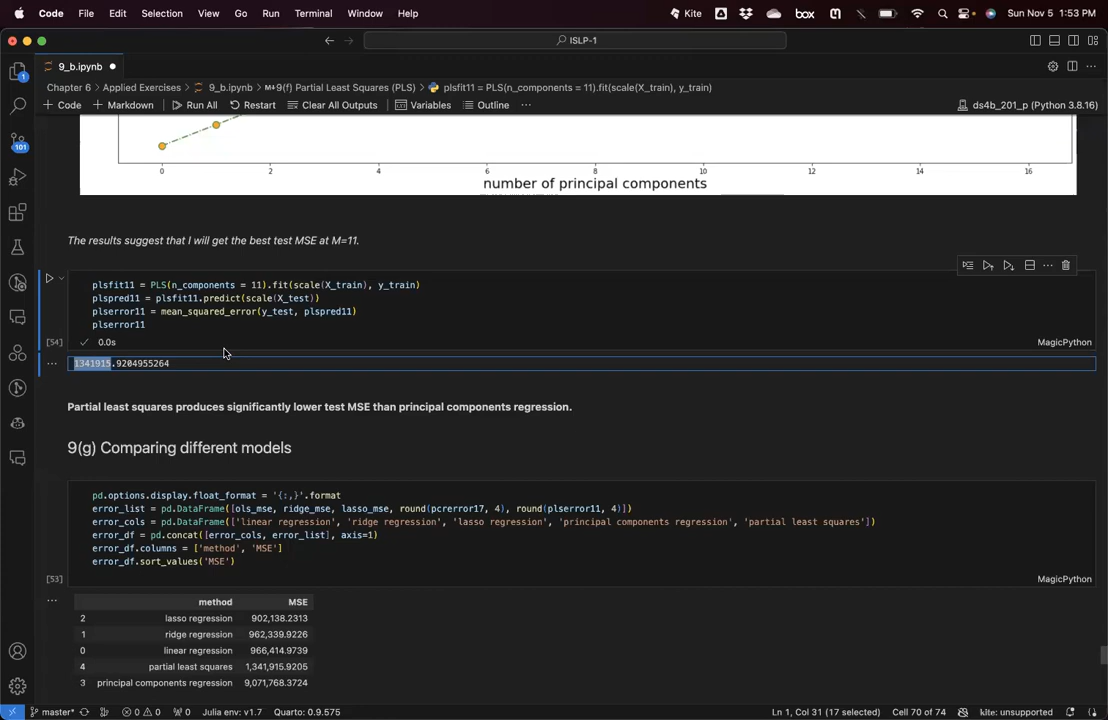 Code File Edit Selection View Go Run Terminal Window Help Kite box Sun Nov 5 1:53 PM
ISLP-1
9_b.ipynb
Chapter 6 > Applied Exercises > 9_b.ipynb > M↓9(f) Partial Least Squares (PLS) > plsfit11 = PLS(n_components = 11).fit(scale(X_train), y_train)
+ Code + Markdown Run All Restart Clear All Outputs Variables Outline ... ds4b_201_p (Python 3.8.16)
1
101
0 2 4 6 8 10 12 14 16
number of principal components
The results suggest that I will get the best test MSE at M=11.
plsfit11 = PLS(n_components = 11).fit(scale(X_train), y_train)
plspred11 = plsfit11.predict(scale(X_test))
plserror11 = mean_squared_error(y_test, plspred11)
plserror11
[54] 0.0s MagicPython
1341915.9204955264
Partial least squares produces significantly lower test MSE than principal components regression.
9(g) Comparing different models
pd.options.display.float_format = '{:,}'.format
error_list = pd.DataFrame([ols_mse, ridge_mse, lasso_mse, round(pcrerror17, 4), round(plserror11, 4)])
error_cols = pd.DataFrame(['linear regression', 'ridge regression', 'lasso regression', 'principal components regression', 'partial least squares'])
error_df = pd.concat([error_cols, error_list], axis=1)
error_df.columns = ['method', 'MSE']
error_df.sort_values('MSE')
[53] MagicPython
method MSE
2 lasso regression 902,138.2313
1 ridge regression 962,339.9226
0 linear regression 966,414.9739
4 partial least squares 1,341,915.9205
3 principal components regression 9,071,768.3724
master* 0 0 0 Julia env: v1.7 Quarto: 0.9.575 Ln 1, Col 31 (17 selected) Cell 70 of 74 kite: unsupported